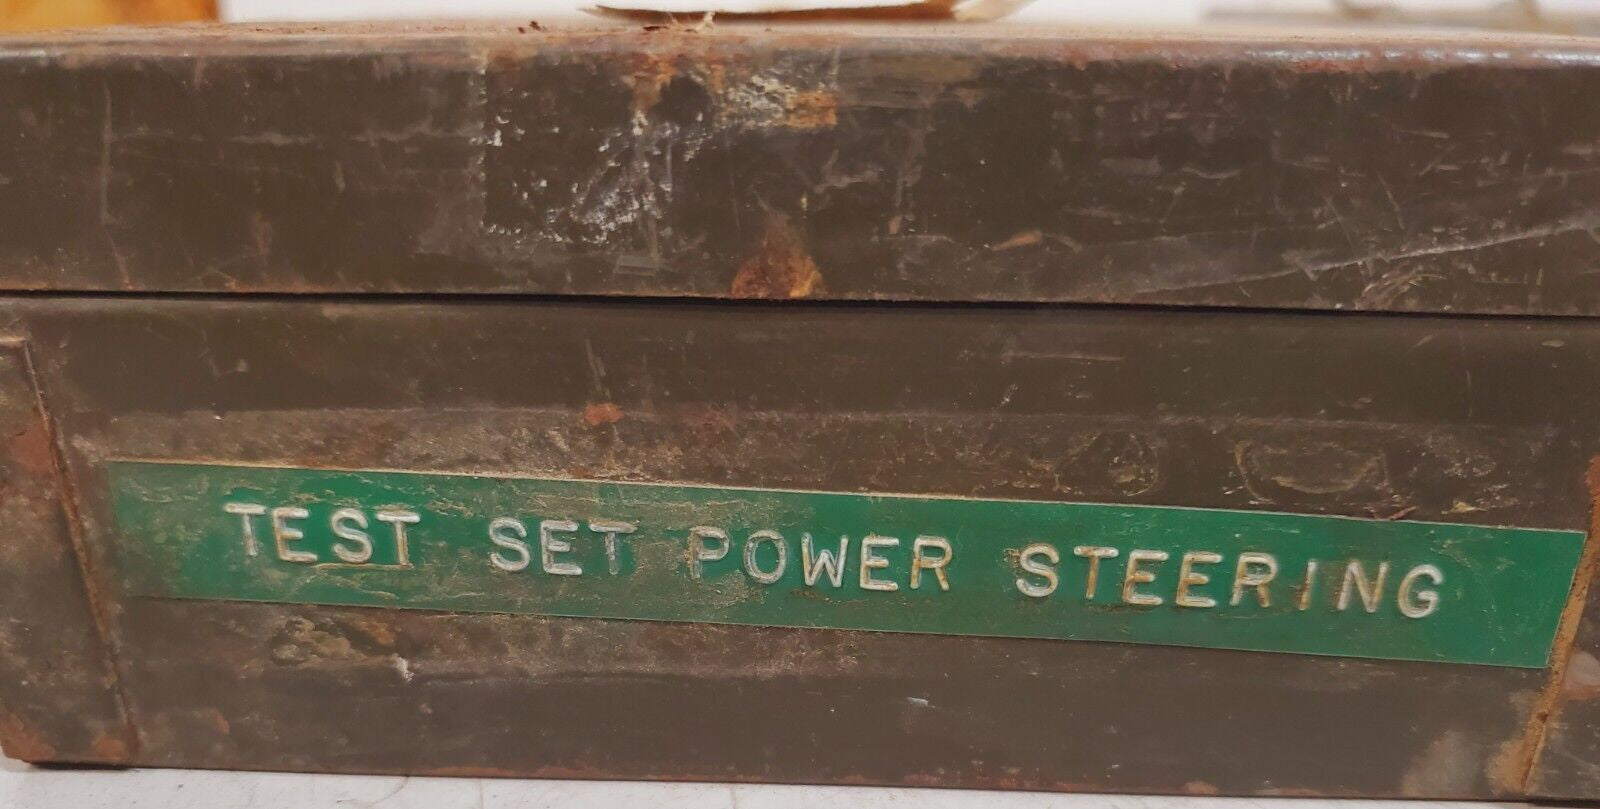 TEST SET POWER STEERING